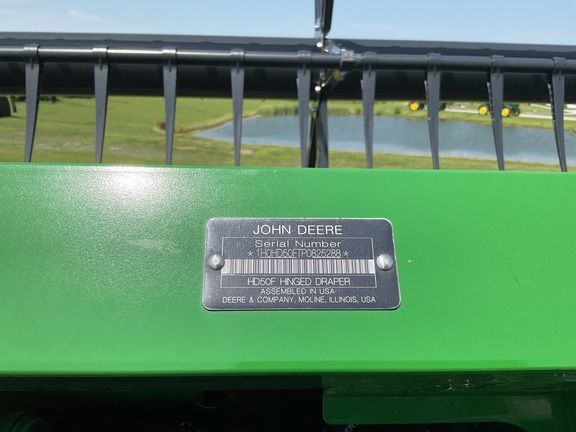 JOHN DEERE
Serial Number
*1H0HD50FTP0825288*
HD50F HINGED DRAPER
ASSEMBLED IN USA
DEERE & COMPANY, MOLINE, ILLINOIS, USA